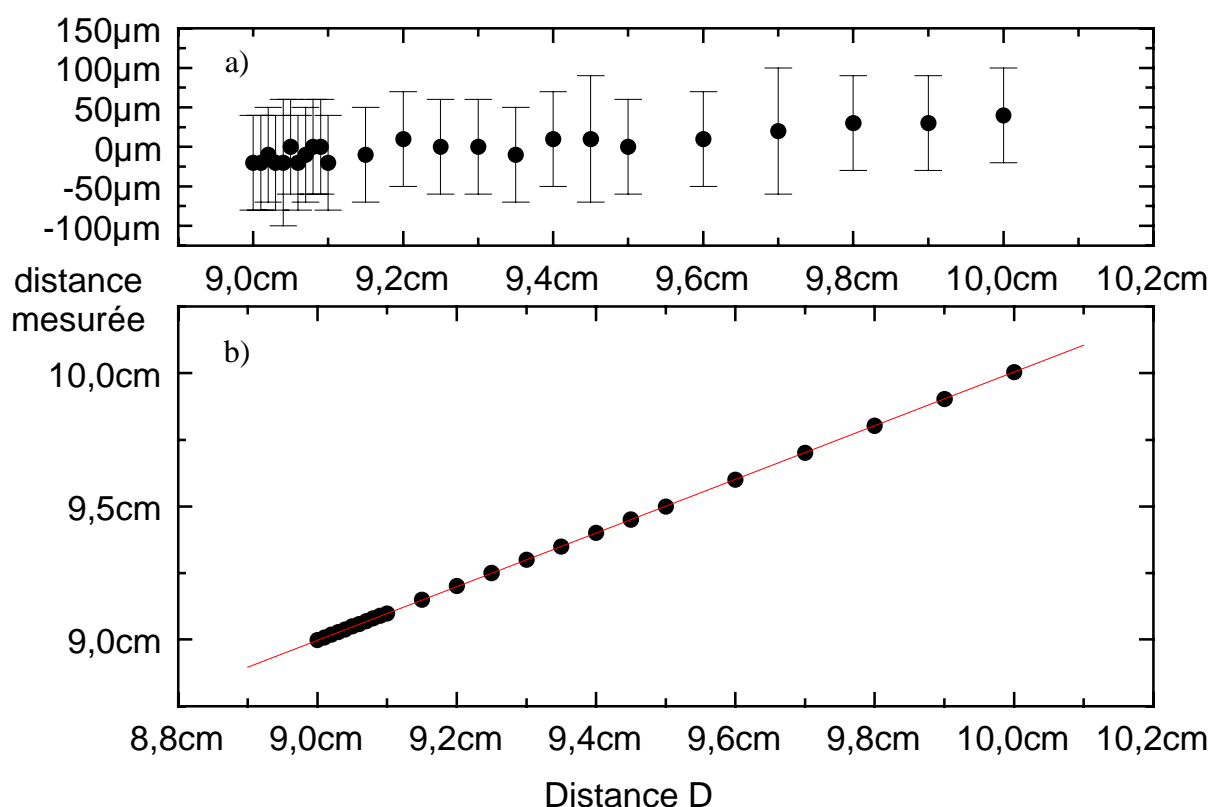 150µm
100µm
50µm
0µm
-50µm
-100µm
a)
9,0cm 9,2cm 9,4cm 9,6cm 9,8cm 10,0cm 10,2cm
distance
mesurée
b)
10,0cm
9,5cm
9,0cm
8,8cm 9,0cm 9,2cm 9,4cm 9,6cm 9,8cm 10,0cm 10,2cm
Distance D